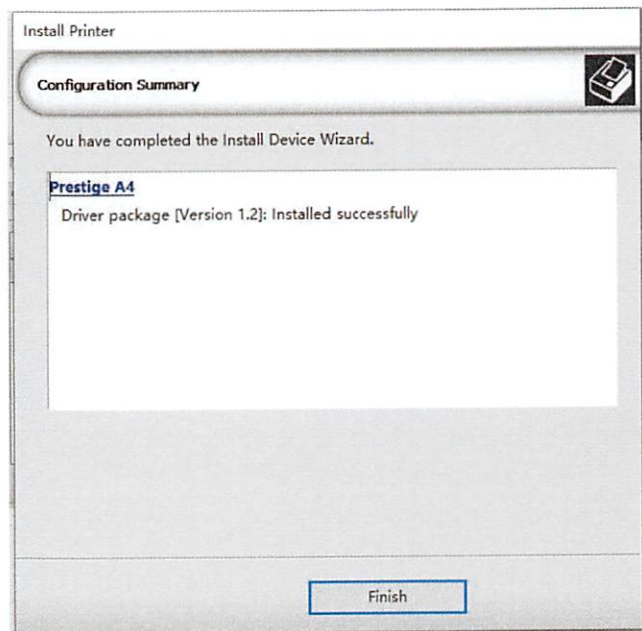 Install Printer
Configuration Summary
You have completed the Install Device Wizard.
Prestige A4
Driver package [Version 1.2]: Installed successfully
Finish